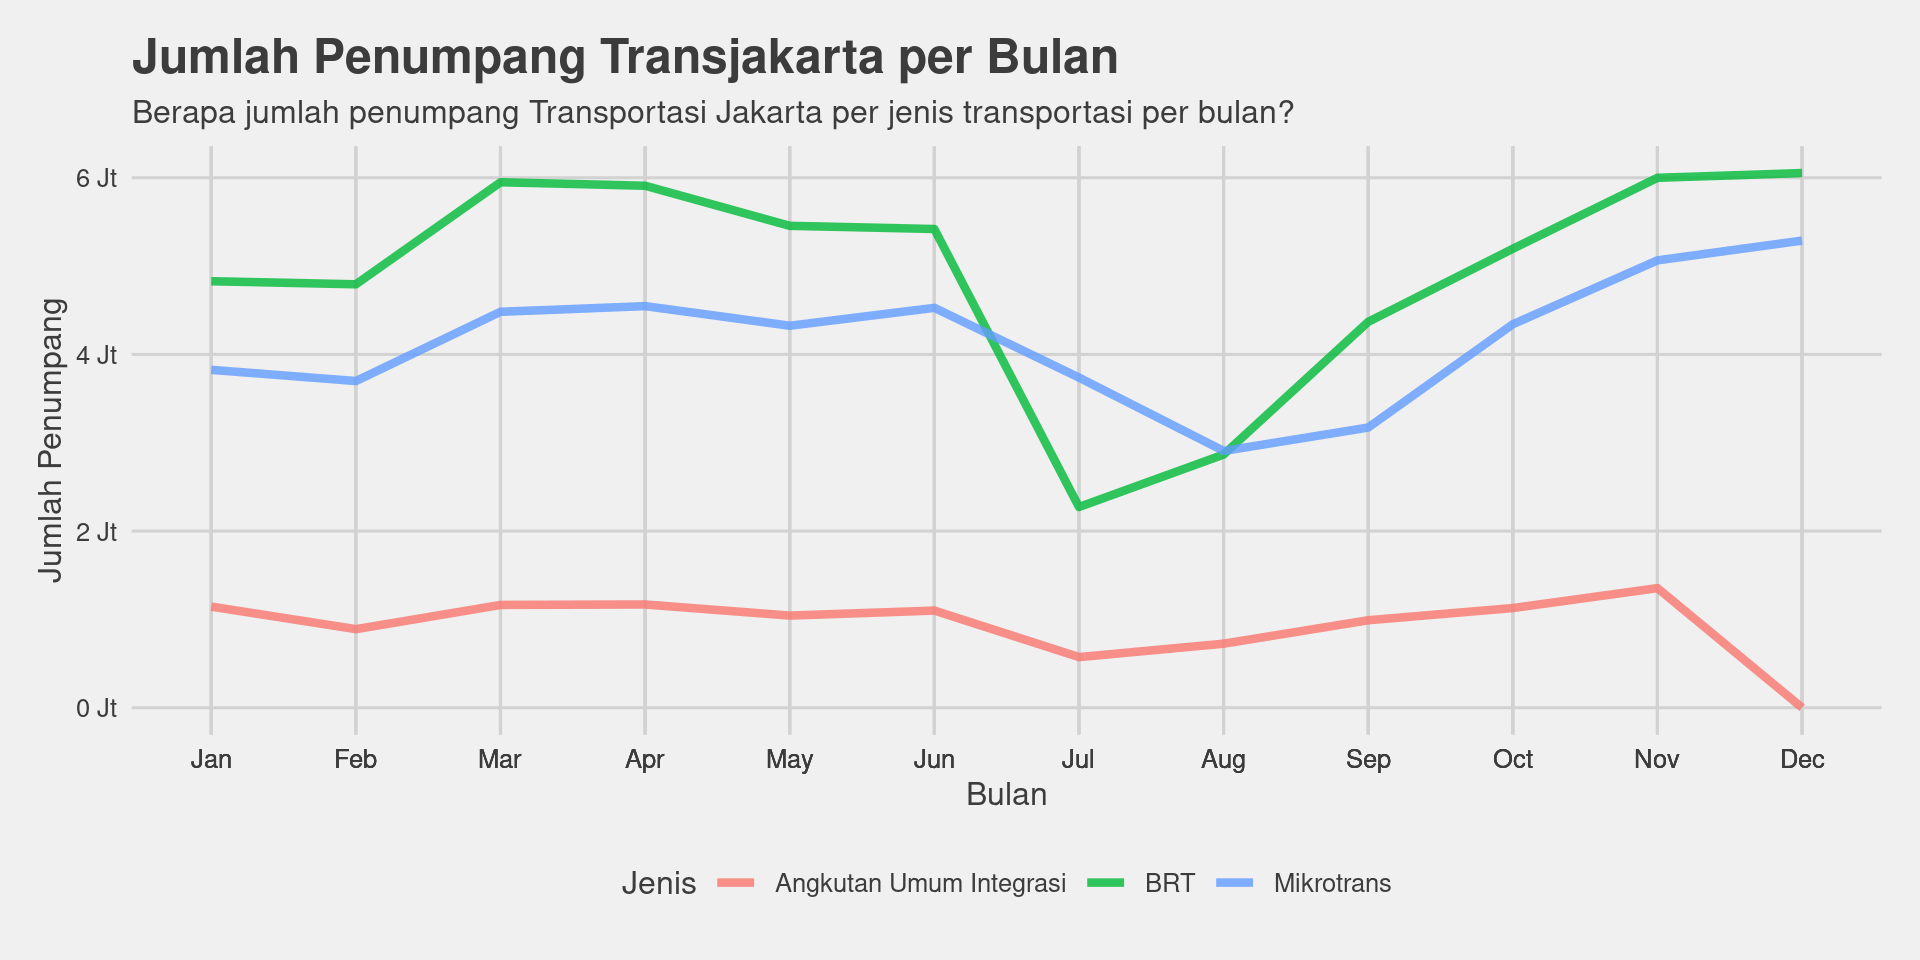 Jumlah Penumpang Transjakarta per Bulan
Berapa jumlah penumpang Transportasi Jakarta per jenis transportasi per bulan?
Jumlah Penumpang
6 Jt
4 Jt
2 Jt
0 Jt
Jan Feb Mar Apr May Jun Jul Aug Sep Oct Nov Dec
Bulan
Jenis Angkutan Umum Integrasi BRT Mikrotrans